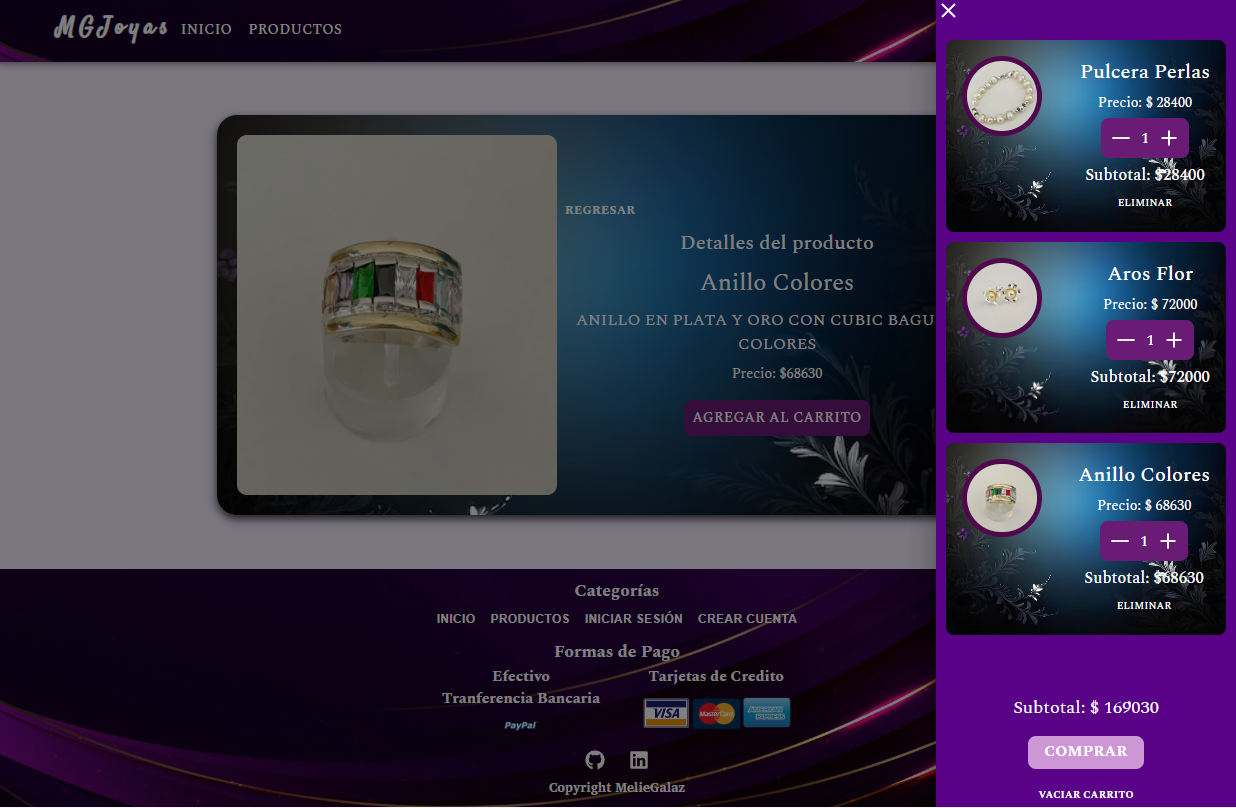 MGJoyas INICIO PRODUCTOS
REGRESAR
Detalles del producto
Anillo Colores
ANILLO EN PLATA Y ORO CON CUBIC BAGU
COLORES
Precio: $68630
AGREGAR AL CARRITO
Categorías
INICIO PRODUCTOS INICIAR SESIÓN CREAR CUENTA
Formas de Pago
Efectivo
Tranferencia Bancaria
PayPal
Tarjetas de Credito
VISA MasterCard AMERICAN EXPRESS
Copyright MelieGalaz
Pulcera Perlas
Precio: $ 28400
1
Subtotal: $28400
ELIMINAR
Aros Flor
Precio: $ 72000
1
Subtotal: $72000
ELIMINAR
Anillo Colores
Precio: $ 68630
1
Subtotal: $68630
ELIMINAR
Subtotal: $ 169030
COMPRAR
VACIAR CARRITO